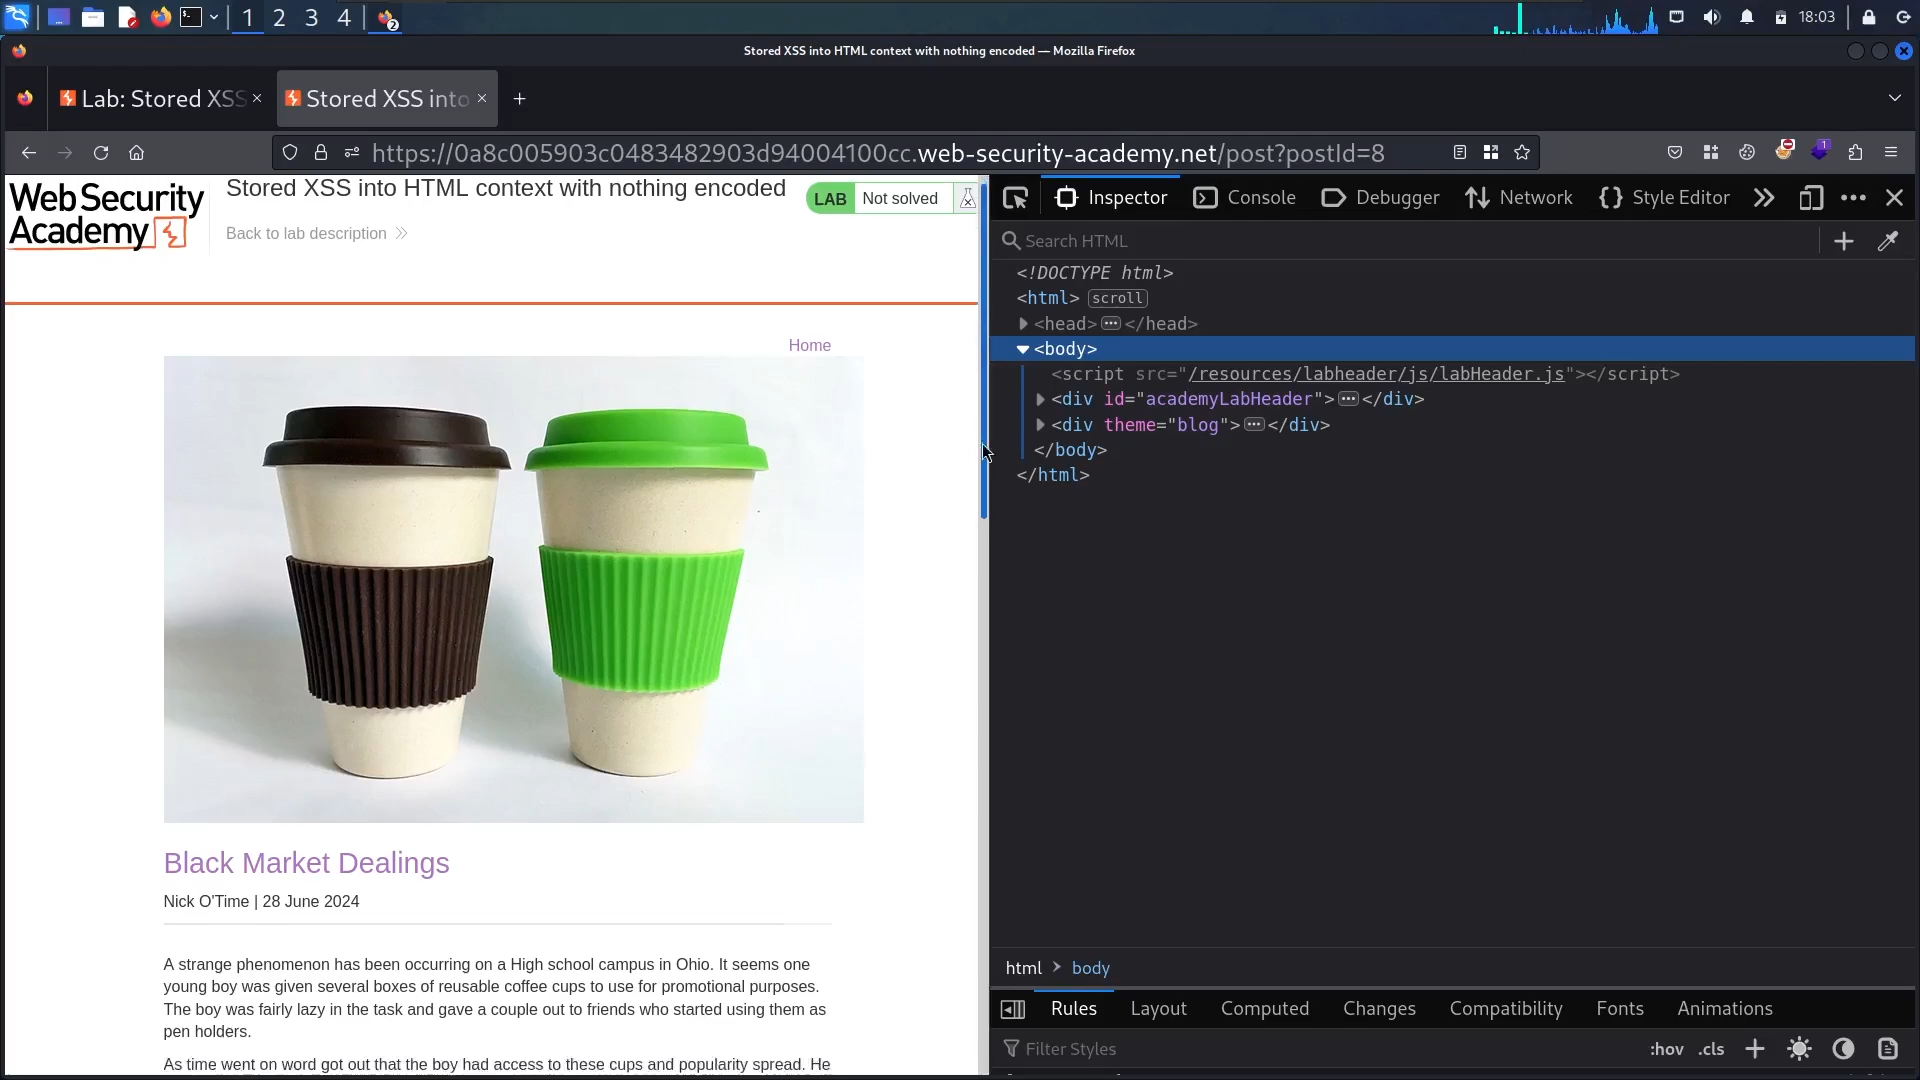 1 2 3 4 2 18:03
Stored XSS into HTML context with nothing encoded — Mozilla Firefox
Lab: Stored XSS
Stored XSS into
https://0a8c005903c0483482903d94004100cc.web-security-academy.net/post?postId=8
1
Web Security
Academy
Stored XSS into HTML context with nothing encoded
LAB Not solved
Back to lab description
Home
Black Market Dealings
Nick O'Time | 28 June 2024
A strange phenomenon has been occurring on a High school campus in Ohio. It seems one
young boy was given several boxes of reusable coffee cups to use for promotional purposes.
The boy was fairly lazy in the task and gave a couple out to friends who started using them as
pen holders.
As time went on word got out that the boy had access to these cups and popularity spread. He
Inspector Console Debugger Network Style Editor
Search HTML
<!DOCTYPE html>
<html> scroll
<head> ••• </head>
<body>
<script src="/resources/labheader/js/labHeader.js"></script>
<div id="academyLabHeader"> ••• </div>
<div theme="blog"> ••• </div>
</body>
</html>
html > body
Rules Layout Computed Changes Compatibility Fonts Animations
Filter Styles :hov .cls